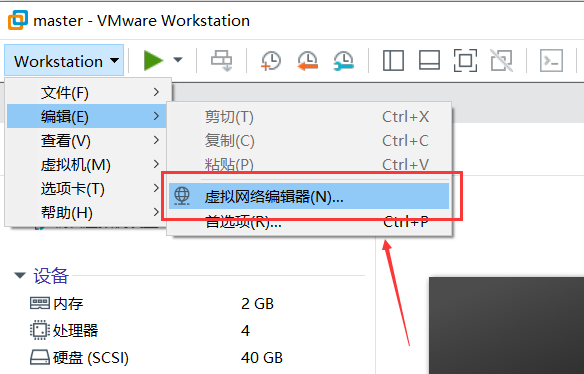 master - VMware Workstation
Workstation
文件(F)
编辑(E)
查看(V)
虚拟机(M)
选项卡(T)
帮助(H)
剪切(T) Ctrl+X
复制(C) Ctrl+C
粘贴(P) Ctrl+V
虚拟网络编辑器(N)...
首选项(R)... Ctrl+P
设备
内存 2 GB
处理器 4
硬盘 (SCSI) 40 GB